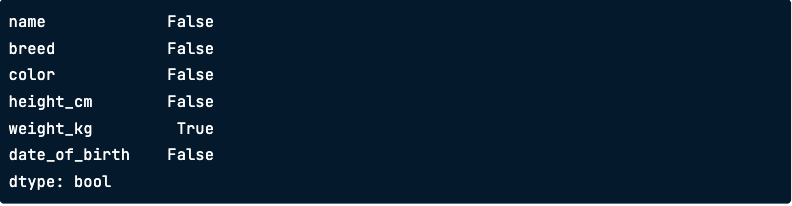 name             False
breed            False
color            False
height_cm        False
weight_kg         True
date_of_birth    False
dtype: bool